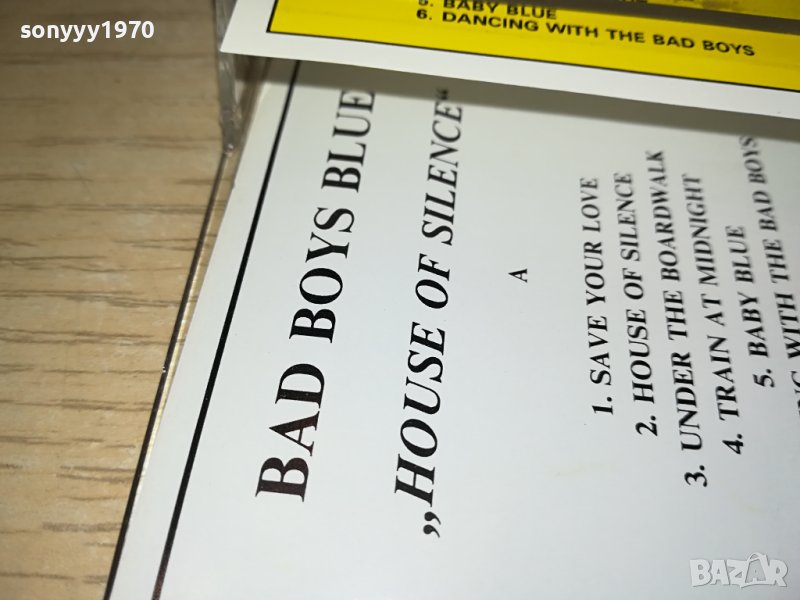 sonyyy1970
5. BABY BLUE
6. DANCING WITH THE BAD BOYS
BAD BOYS BLUE
„HOUSE OF SILENCE“
A
1. SAVE YOUR LOVE
2. HOUSE OF SILENCE
3. UNDER THE BOARDWALK
4. TRAIN AT MIDNIGHT
5. BABY BLUE
WITH THE BAD BOYS
BAZAR